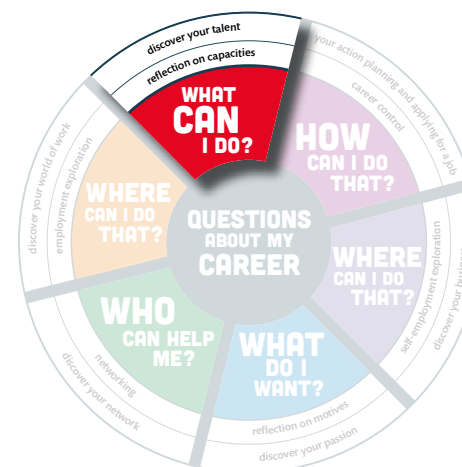 discover your talent
reflection on capacities
WHAT
CAN
I DO?
your action planning and applying for a job
career control
HOW
CAN I DO
THAT?
WHERE
CAN I DO
THAT?
self-employment exploration
discover your
WHAT
DO I
WANT?
reflection on motives
discover your passion
WHO
CAN HELP
ME?
networking
discover your network
WHERE
CAN I DO
THAT?
employment exploration
discover your world of work
QUESTIONS
ABOUT MY
CAREER